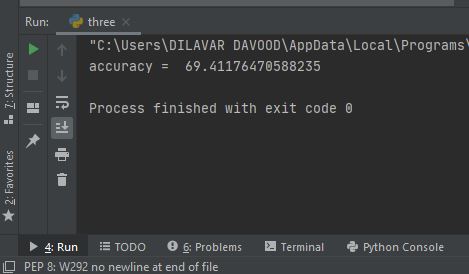 Run: three
"C:\Users\DILAVAR DAVOOD\AppData\Local\Programs\
accuracy =  69.41176470588235
Process finished with exit code 0
7: Structure
2: Favorites
4: Run TODO 6: Problems Terminal Python Console
PEP 8: W292 no newline at end of file